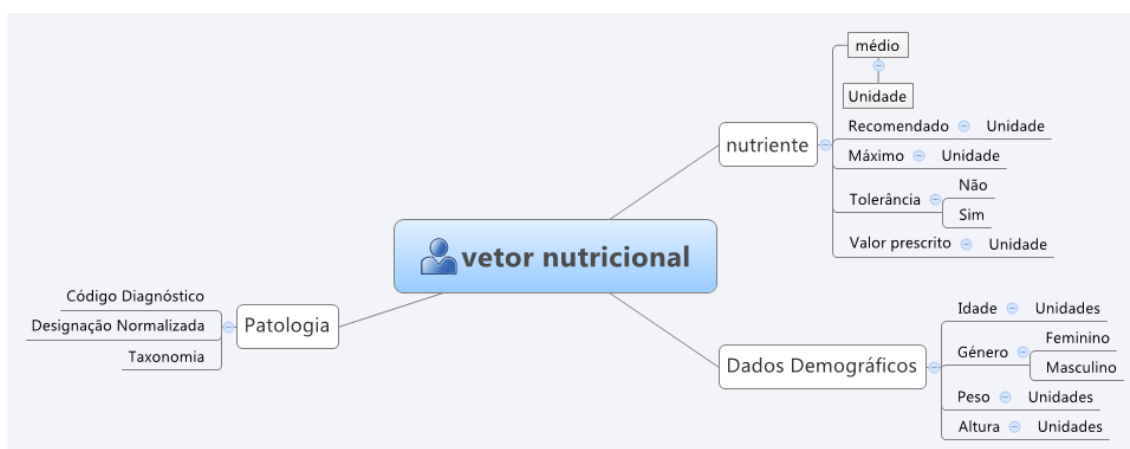 vetor nutricional
nutriente
médio
Unidade
Recomendado Unidade
Máximo Unidade
Tolerância
Não
Sim
Valor prescrito Unidade
Dados Demográficos
Idade Unidades
Género
Feminino
Masculino
Peso Unidades
Altura Unidades
Patologia
Código Diagnóstico
Designação Normalizada
Taxonomia